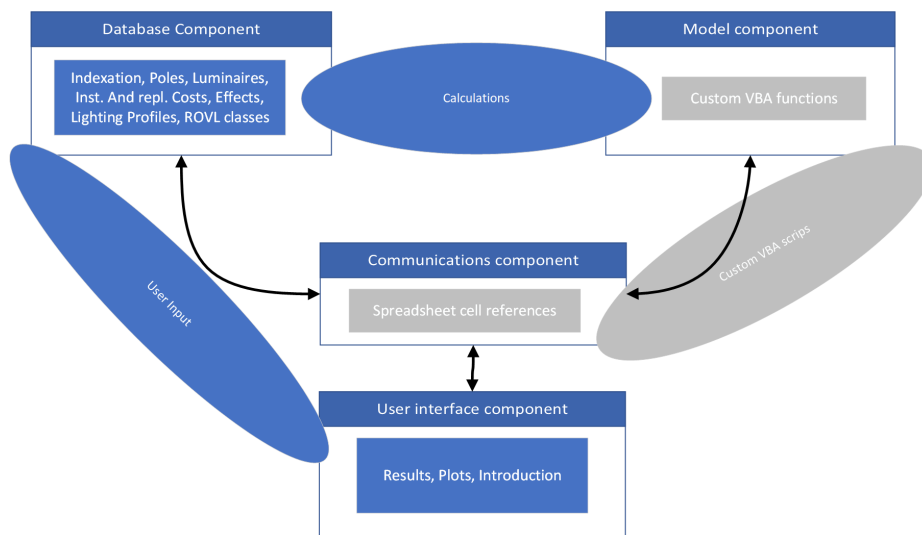 Database Component
Indexation, Poles, Luminaires,
Inst. And repl. Costs, Effects,
Lighting Profiles, ROVL classes
Calculations
Model component
Custom VBA functions
User Input
Communications component
Spreadsheet cell references
Custom VBA scrips
User interface component
Results, Plots, Introduction